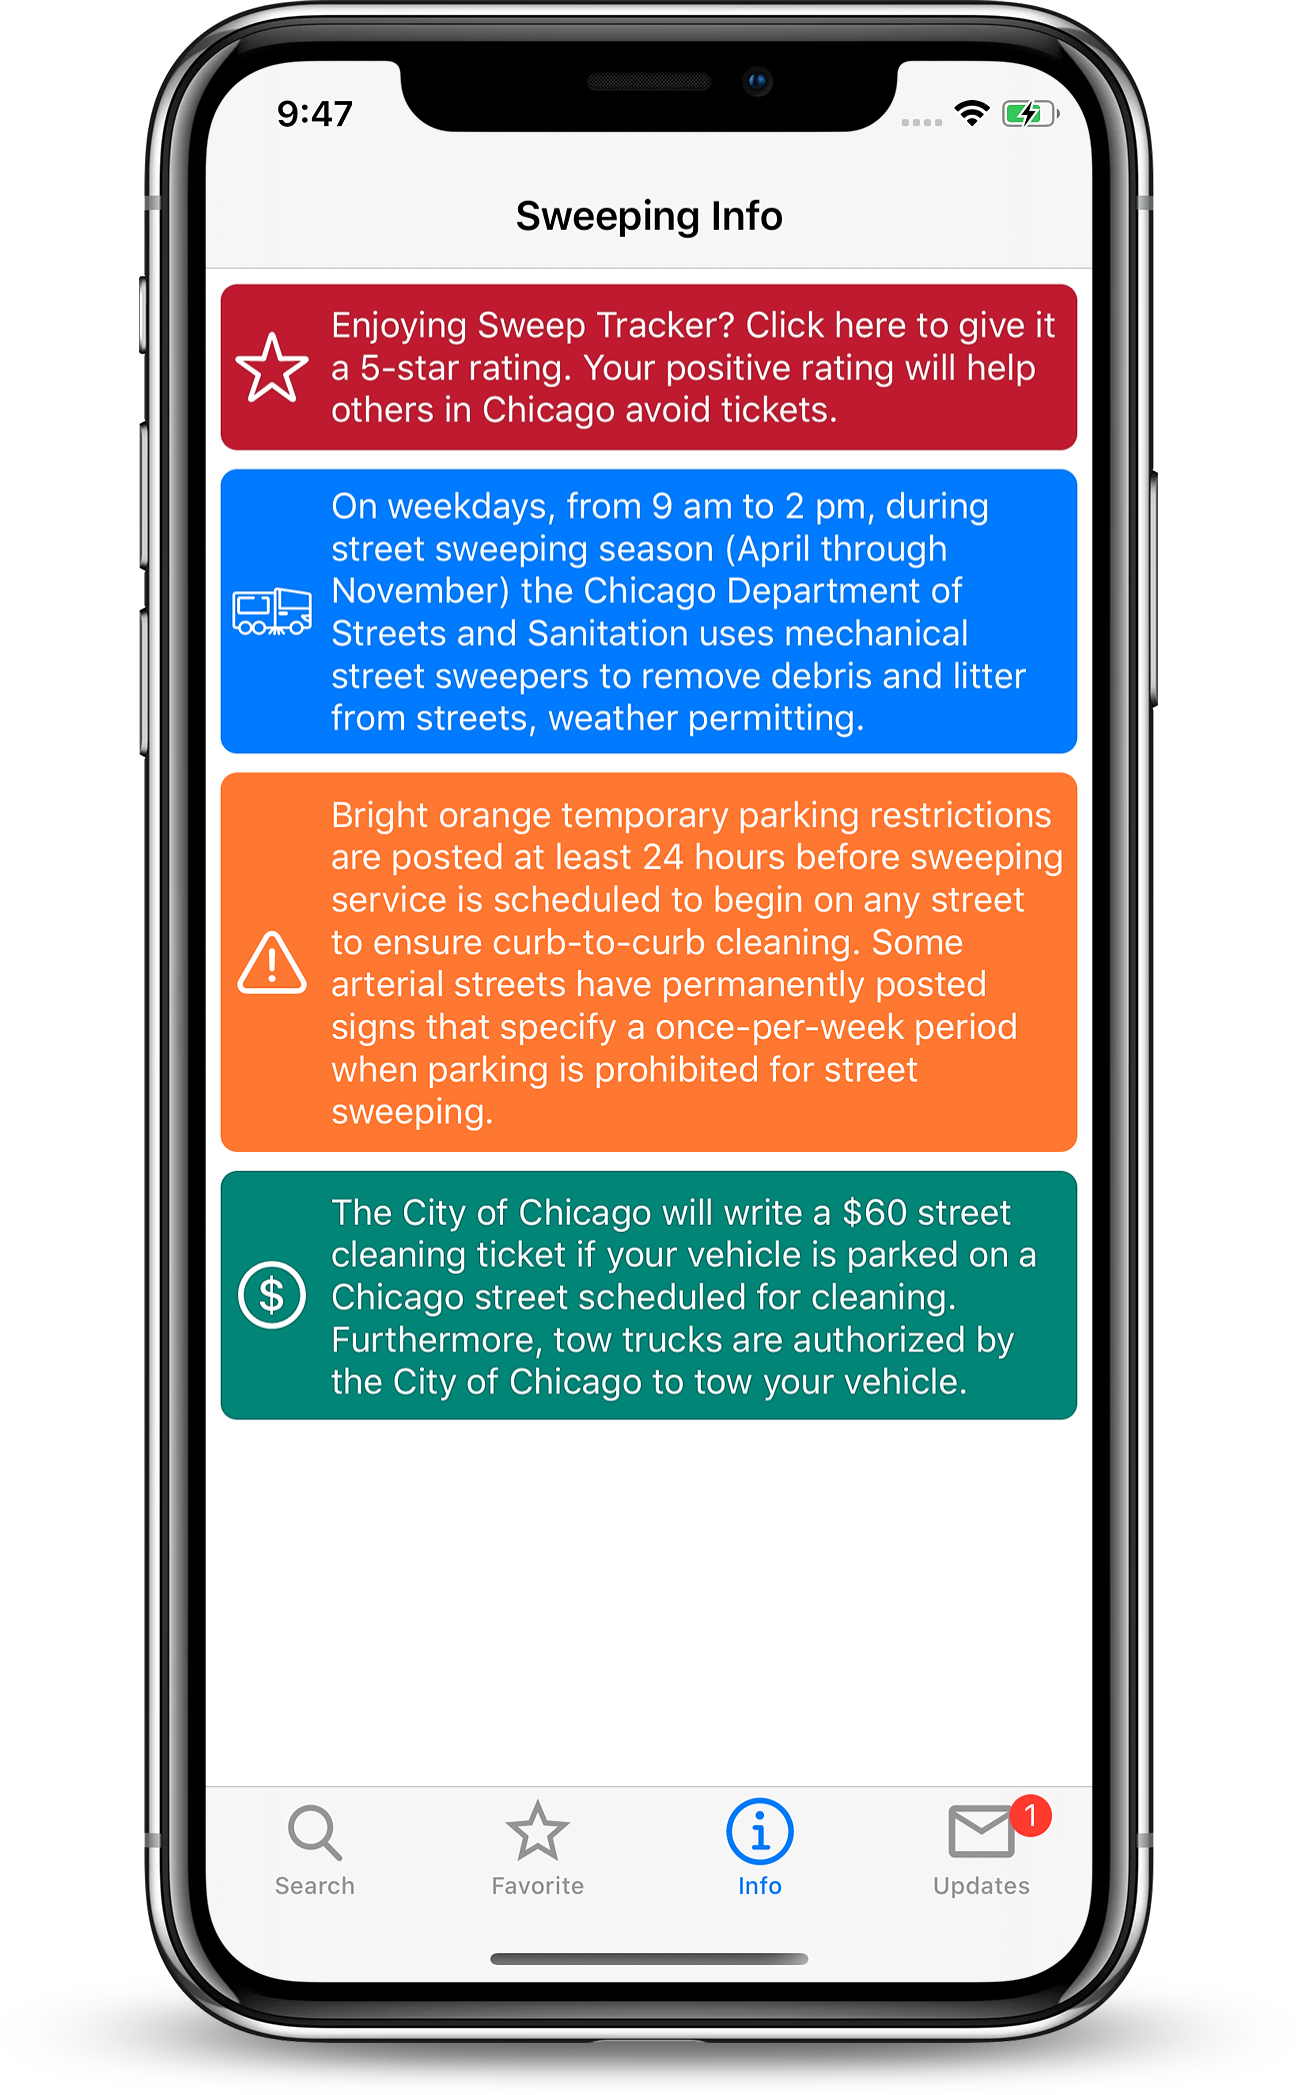 9:47
Sweeping Info
Enjoying Sweep Tracker? Click here to give it
a 5-star rating. Your positive rating will help
others in Chicago avoid tickets.
On weekdays, from 9 am to 2 pm, during
street sweeping season (April through
November) the Chicago Department of
Streets and Sanitation uses mechanical
street sweepers to remove debris and litter
from streets, weather permitting.
Bright orange temporary parking restrictions
are posted at least 24 hours before sweeping
service is scheduled to begin on any street
to ensure curb-to-curb cleaning. Some
arterial streets have permanently posted
signs that specify a once-per-week period
when parking is prohibited for street
sweeping.
$
The City of Chicago will write a $60 street
cleaning ticket if your vehicle is parked on a
Chicago street scheduled for cleaning.
Furthermore, tow trucks are authorized by
the City of Chicago to tow your vehicle.
1
Search
Favorite
Info
Updates